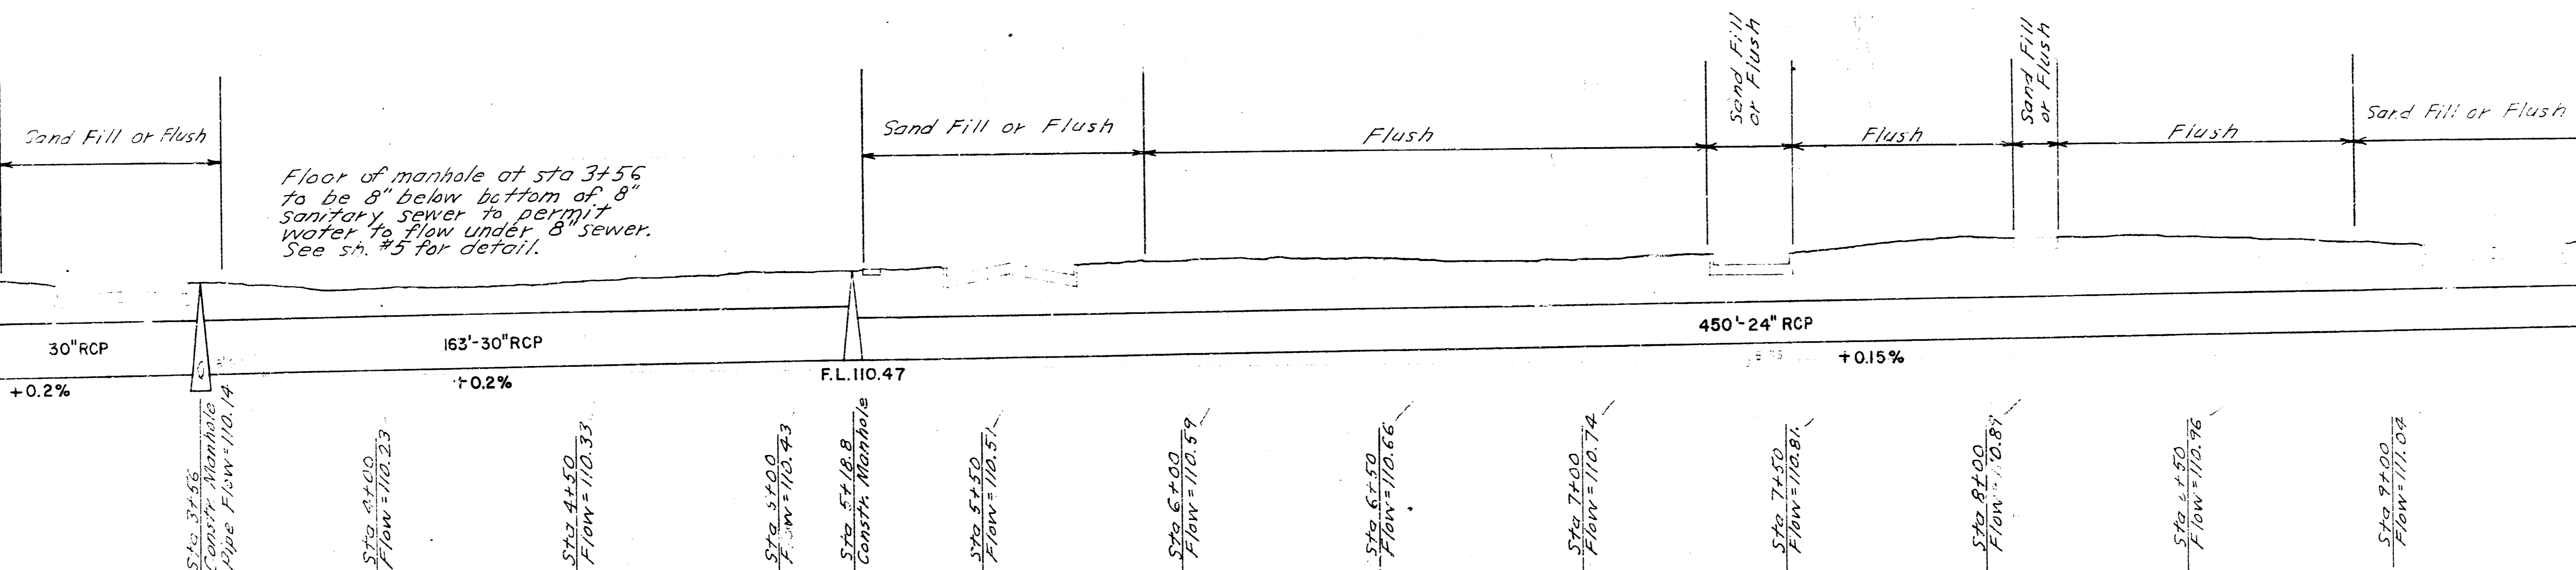 Sand Fill or Flush
Sand Fill or Flush
Flush
Sand Fill
or Flush
Flush
Sand Fill
or Flush
Flush
Sand Fill or Flush
Floor of manhole at sta 3+56
to be 8" below bottom of 8"
sanitary sewer to permit
water to flow under 8" sewer.
See sh. #5 for detail.
30" RCP
163'-30" RCP
450'-24" RCP
+0.2%
+0.2%
F.L. 110.47
+0.15%
Sta 3+56
Constr. Manhole
Pipe Flow=110.14
Sta 4+00
Flow=110.23
Sta 4+50
Flow=110.33
Sta 5+00
Flow=110.43
Sta 5+18.8
Constr. Manhole
Sta 5+50
Flow=110.51
Sta 6+00
Flow=110.59
Sta 6+50
Flow=110.66
Sta 7+00
Flow=110.74
Sta 7+50
Flow=110.81
Sta 8+00
Flow=110.89
Sta 8+50
Flow=110.96
Sta 9+00
Flow=111.04